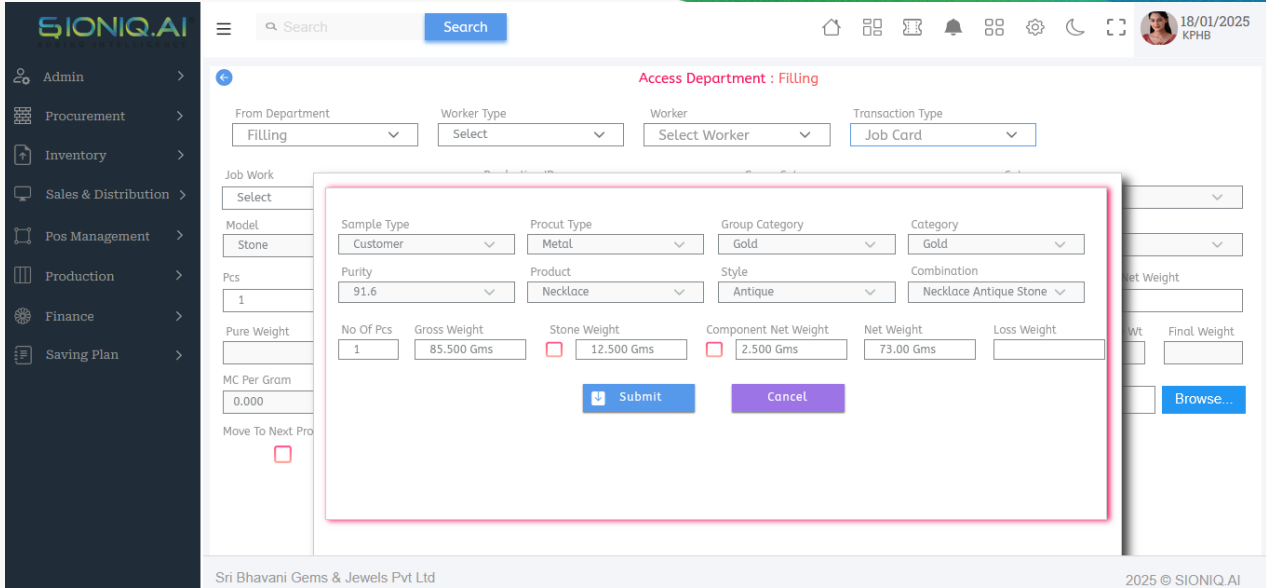 SIONIQ.AI
Search
Search
18/01/2025
KPHB
Admin
Procurement
Inventory
Sales & Distribution
Pos Management
Production
Finance
Saving Plan
Access Department : Filling
From Department
Worker Type
Worker
Transaction Type
Filling
Select
Select Worker
Job Card
Job Work
Select
Model
Stone
Pcs
1
Net Weight
Pure Weight
Wt
Final Weight
MC Per Gram
0.000
Browse...
Move To Next Pro
Sample Type
Procut Type
Group Category
Category
Customer
Metal
Gold
Gold
Purity
Product
Style
Combination
91.6
Necklace
Antique
Necklace Antique Stone
No Of Pcs
Gross Weight
Stone Weight
Component Net Weight
Net Weight
Loss Weight
1
85.500 Gms
12.500 Gms
2.500 Gms
73.00 Gms
Submit
Cancel
Sri Bhavani Gems & Jewels Pvt Ltd
2025 © SIONIQ.AI